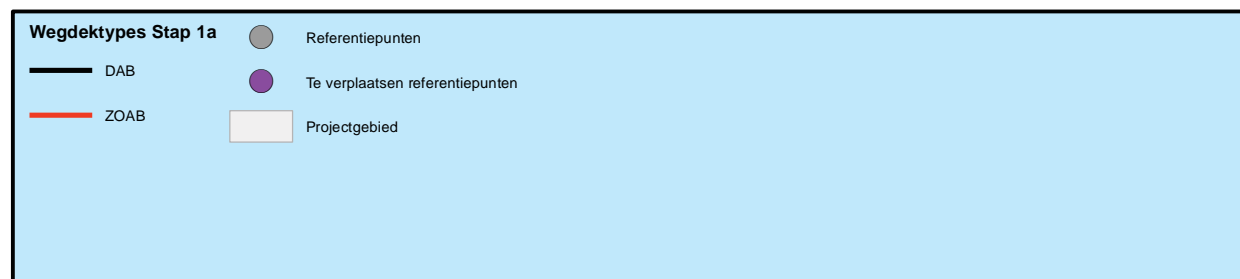 Wegdektypes Stap 1a
DAB
ZOAB
Referentiepunten
Te verplaatsen referentiepunten
Projectgebied